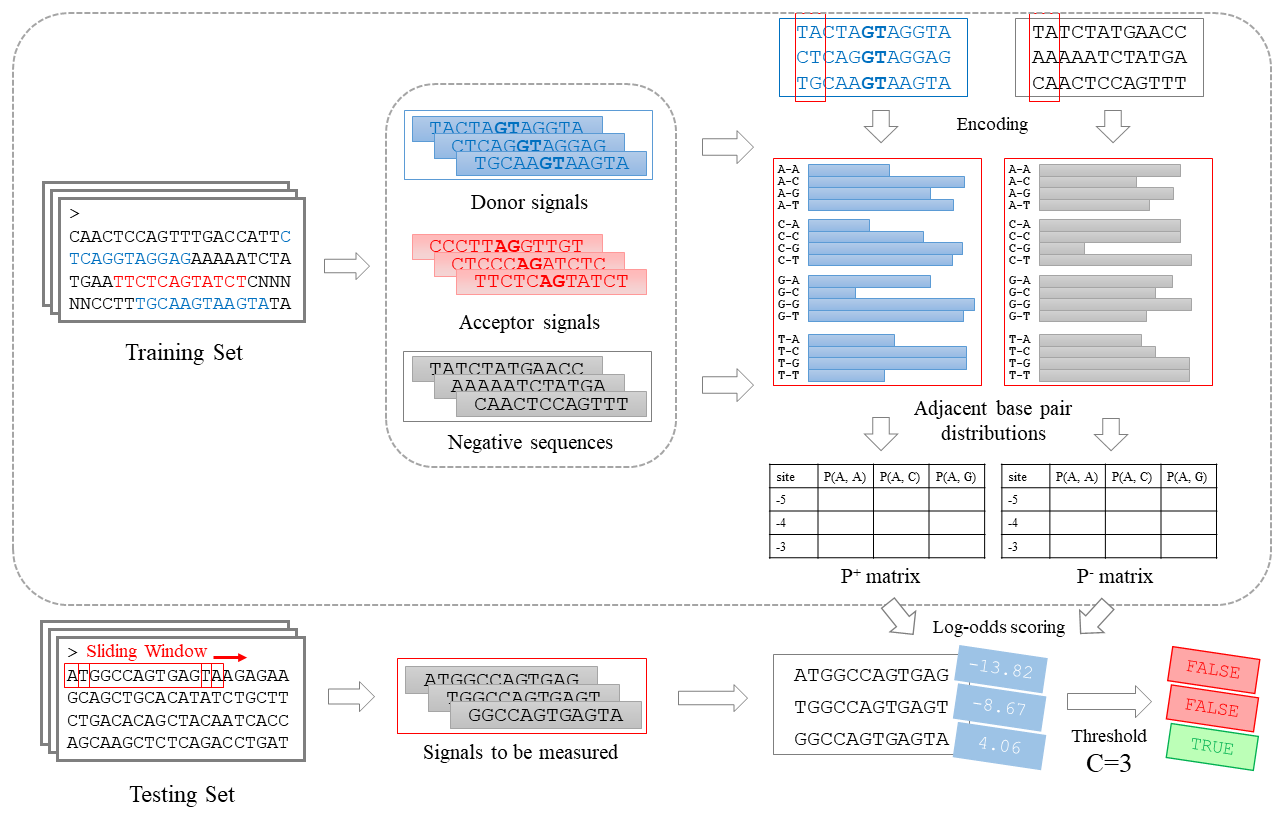 >
CAACTCCAGTTTGACCATTC
TCAGGTAGGAGAAAAATCTA
TGAATTCTCAGTATCTCNNN
NNCCTTTGCAAGTAAGTATA
Training Set
TACTAGTAGGTA
CTCAGGTAGGAG
TGCAAGTAAGTA
Donor signals
CCCTTAGGTTGT
CTCCCAGATCTC
TTCTCAGTATCT
Acceptor signals
TATCTATGAACC
AAAAATCTATGA
CAACTCCAGTTT
Negative sequences
TACTAGTAGGTA
CTCAGGTAGGAG
TGCAAGTAAGTA
TATCTATGAACC
AAAAATCTATGA
CAACTCCAGTTT
Encoding
A-A
A-C
A-G
A-T
C-A
C-C
C-G
C-T
G-A
G-C
G-G
G-T
T-A
T-C
T-G
T-T
A-A
A-C
A-G
A-T
C-A
C-C
C-G
C-T
G-A
G-C
G-G
G-T
T-A
T-C
T-G
T-T
Adjacent base pair
distributions
site P(A, A) P(A, C) P(A, G)
-5
-4
-3
P+ matrix
site P(A, A) P(A, C) P(A, G)
-5
-4
-3
P- matrix
Log-odds scoring
> Sliding Window
ATGGCCAGTGAGTAAGAGAA
GCAGCTGCACATATCTGCTT
CTGACACAGCTACAATCACC
AGCAAGCTCTCAGACCTGAT
Testing Set
ATGGCCAGTGAG
TGGCCAGTGAGT
GGCCAGTGAGTA
Signals to be measured
ATGGCCAGTGAG -13.82
TGGCCAGTGAGT -8.67
GGCCAGTGAGTA 4.06
Threshold
C=3
FALSE
FALSE
TRUE